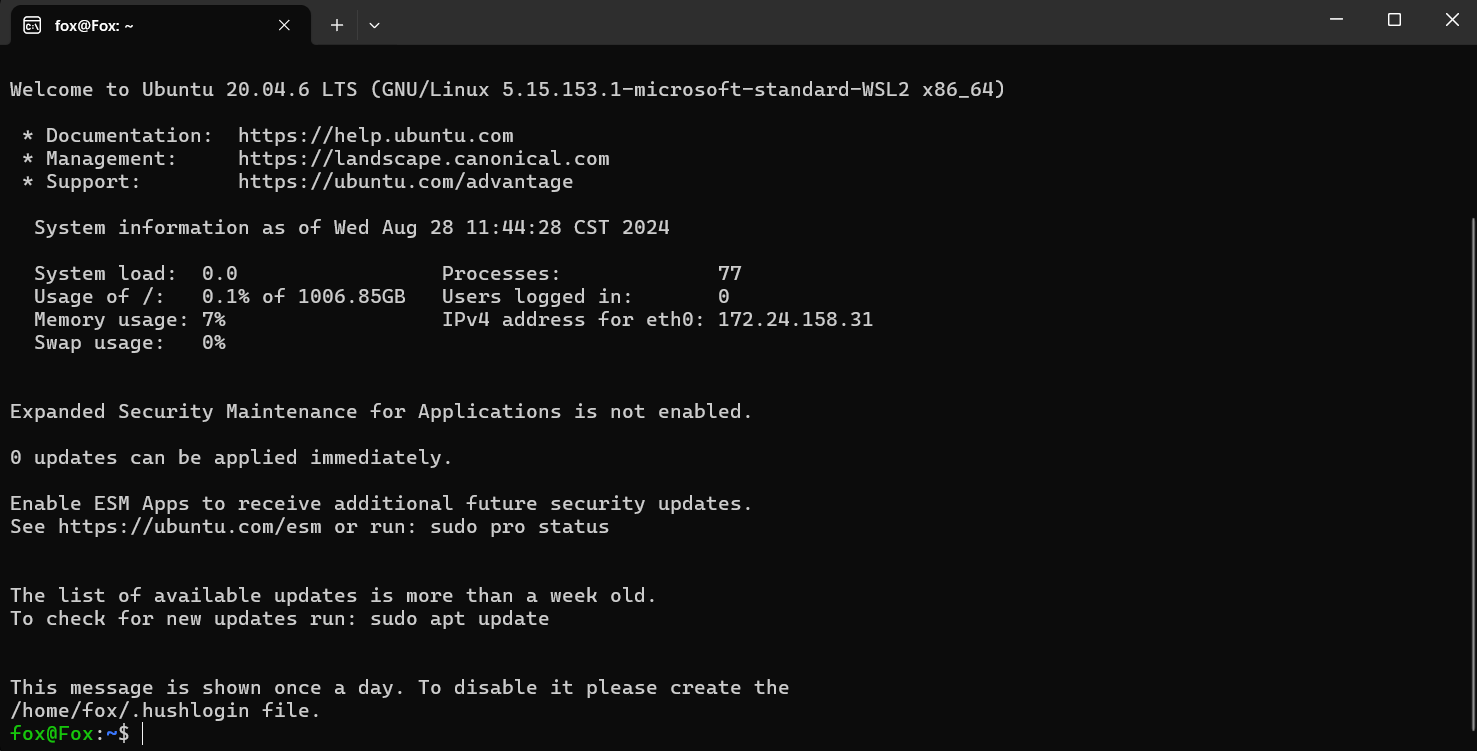 fox@Fox: ~
Welcome to Ubuntu 20.04.6 LTS (GNU/Linux 5.15.153.1-microsoft-standard-WSL2 x86_64)
* Documentation:  https://help.ubuntu.com
* Management:     https://landscape.canonical.com
* Support:        https://ubuntu.com/advantage
System information as of Wed Aug 28 11:44:28 CST 2024
System load:  0.0                 Processes:             77
Usage of /:   0.1% of 1006.85GB   Users logged in:       0
Memory usage: 7%                  IPv4 address for eth0: 172.24.158.31
Swap usage:   0%
Expanded Security Maintenance for Applications is not enabled.
0 updates can be applied immediately.
Enable ESM Apps to receive additional future security updates.
See https://ubuntu.com/esm or run: sudo pro status
The list of available updates is more than a week old.
To check for new updates run: sudo apt update
This message is shown once a day. To disable it please create the
/home/fox/.hushlogin file.
fox@Fox:~$